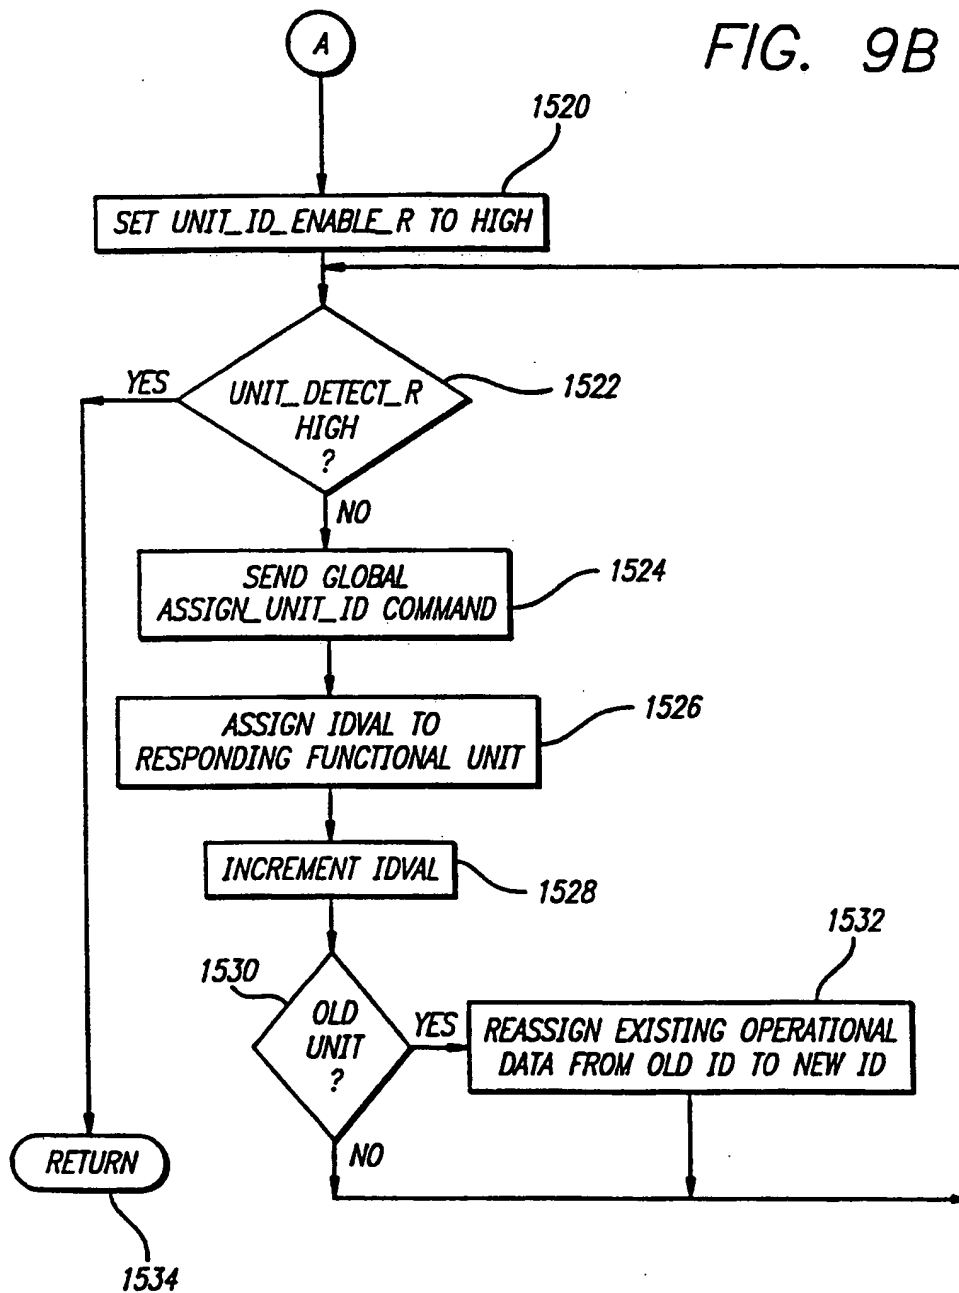 FIG. 9B
A
1520
SET UNIT_ID_ENABLE_R TO HIGH
YES
UNIT_DETECT_R
HIGH
?
1522
NO
SEND GLOBAL
ASSIGN_UNIT_ID COMMAND
1524
ASSIGN IDVAL TO
RESPONDING FUNCTIONAL UNIT
1526
INCREMENT IDVAL
1528
1530
OLD
UNIT
?
YES
1532
REASSIGN EXISTING OPERATIONAL
DATA FROM OLD ID TO NEW ID
NO
RETURN
1534